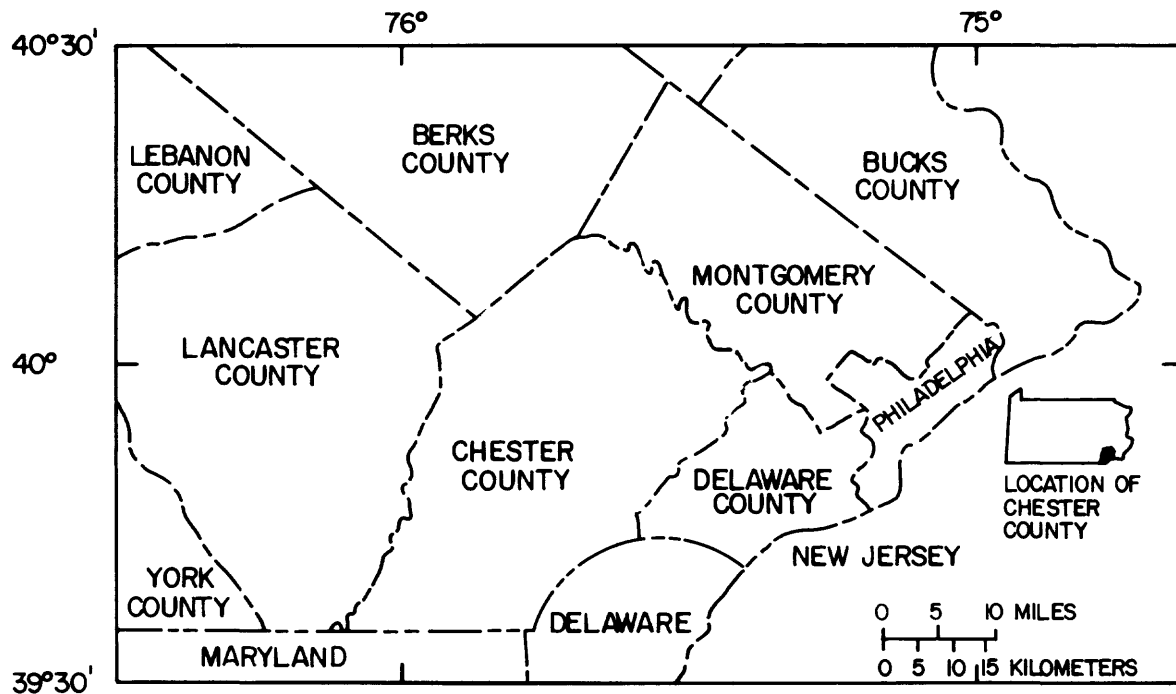 76°
75°
40°30'
LEBANON
COUNTY
BERKS
COUNTY
BUCKS
COUNTY
MONTGOMERY
COUNTY
LANCASTER
COUNTY
40°
PHILADELPHIA
CHESTER
COUNTY
DELAWARE
COUNTY
LOCATION OF
CHESTER
COUNTY
NEW JERSEY
YORK
COUNTY
DELAWARE
MARYLAND
0 5 10 MILES
0 5 10 15 KILOMETERS
39°30'